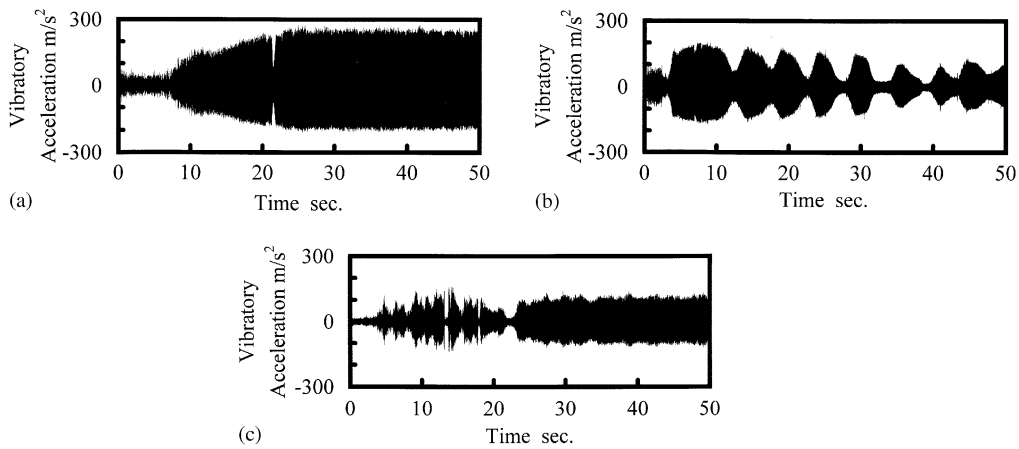 300
0
-300
Vibratory
Acceleration m/s²
0 10 20 30 40 50
Time sec.
(a)
300
0
-300
Vibratory
Acceleration m/s²
0 10 20 30 40 50
Time sec.
(b)
300
0
-300
Vibratory
Acceleration m/s²
0 10 20 30 40 50
Time sec.
(c)